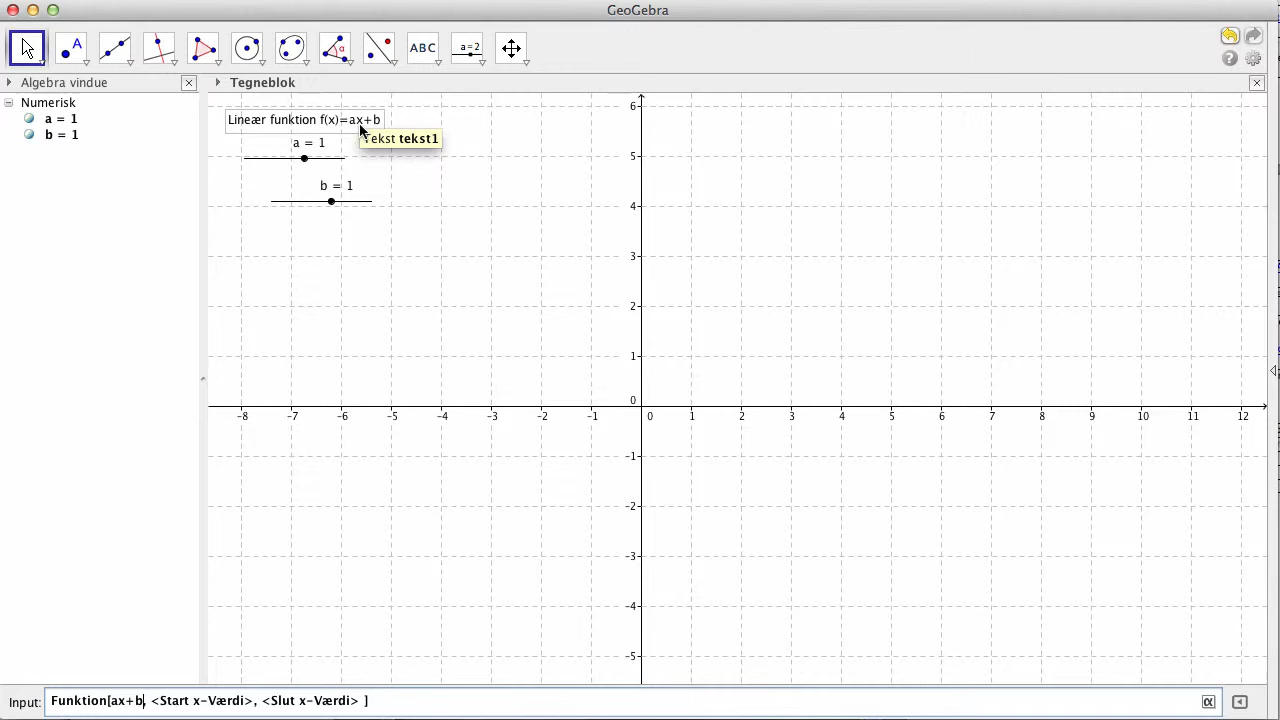 GeoGebra
A
α
ABC
a=2
Algebra vindue
Tegneblok
Numerisk
a = 1
b = 1
Lineær funktion f(x)=ax+b
Tekst tekst1
a = 1
b = 1
6
5
4
3
2
1
0
-8 -7 -6 -5 -4 -3 -2 -1 0 1 2 3 4 5 6 7 8 9 10 11 12
-1
-2
-3
-4
-5
Input: Funktion[ax+b, <Start x-Værdi>, <Slut x-Værdi> ] α